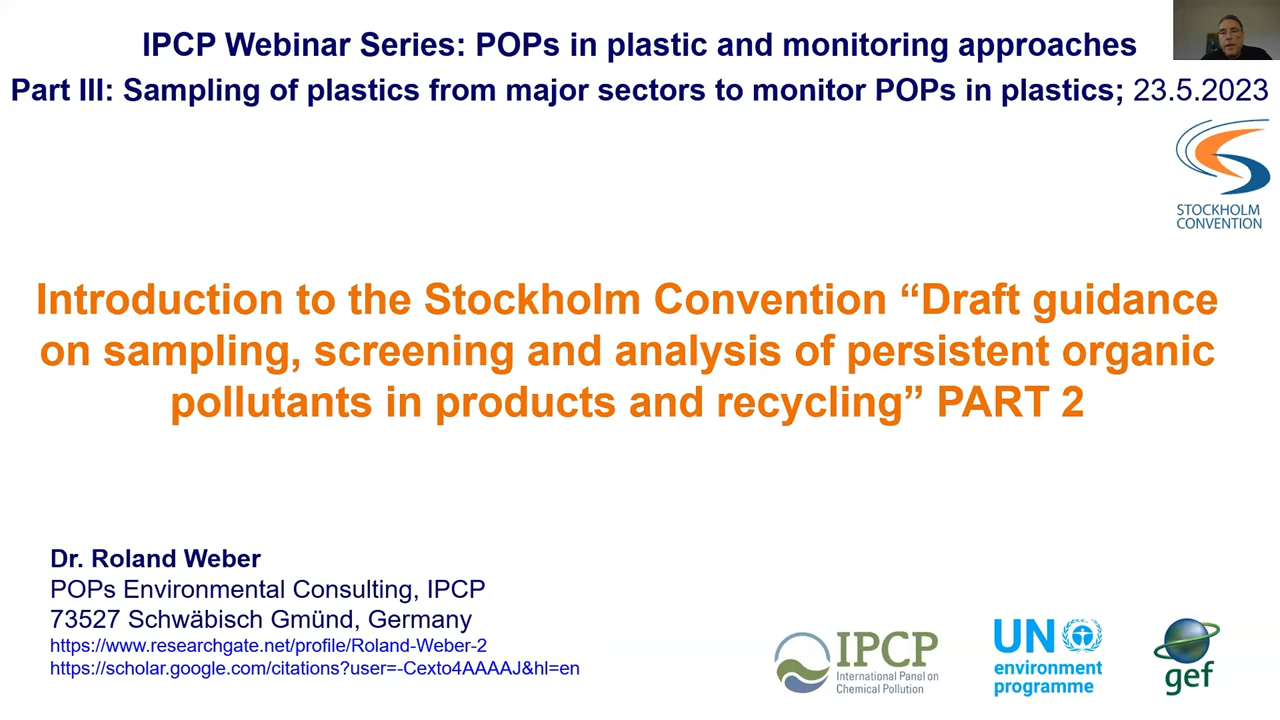 IPCP Webinar Series: POPs in plastic and monitoring approaches
Part III: Sampling of plastics from major sectors to monitor POPs in plastics; 23.5.2023
STOCKHOLM
CONVENTION
Introduction to the Stockholm Convention “Draft guidance
on sampling, screening and analysis of persistent organic
pollutants in products and recycling” PART 2
Dr. Roland Weber
POPs Environmental Consulting, IPCP
73527 Schwäbisch Gmünd, Germany
https://www.researchgate.net/profile/Roland-Weber-2
https://scholar.google.com/citations?user=-Cexto4AAAAJ&hl=en
IPCP
International Panel on
Chemical Pollution
UN
environment
programme
gef